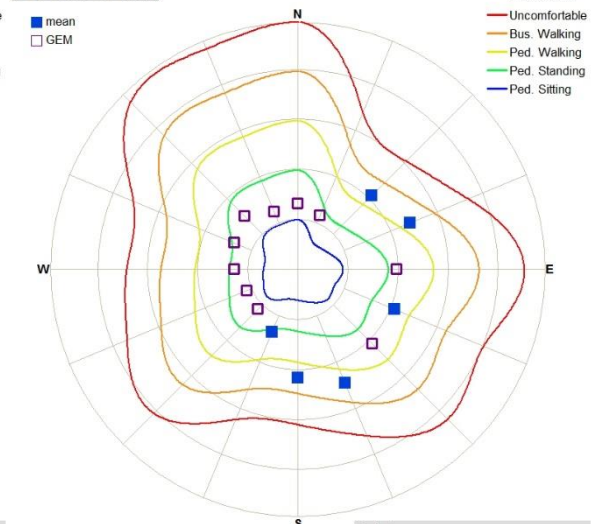 mean
GEM
N
Uncomfortable
Bus. Walking
Ped. Walking
Ped. Standing
Ped. Sitting
W
E
S